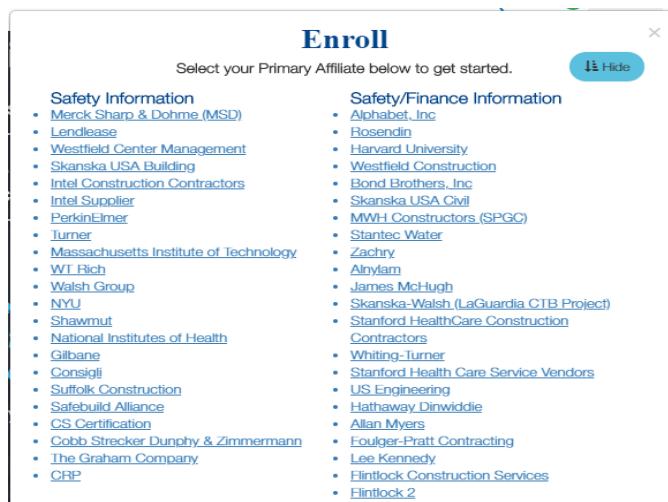 Enroll
×
Select your Primary Affiliate below to get started.
Hide
Safety Information
Merck Sharp & Dohme (MSD)
Lendlease
Westfield Center Management
Skanska USA Building
Intel Construction Contractors
Intel Supplier
PerkinElmer
Turner
Massachusetts Institute of Technology
WT Rich
Walsh Group
NYU
Shawmut
National Institutes of Health
Gilbane
Consigli
Suffolk Construction
Safebuild Alliance
CS Certification
Cobb Strecker Dunphy & Zimmermann
The Graham Company
CRP
Safety/Finance Information
Alphabet, Inc
Rosendin
Harvard University
Westfield Construction
Bond Brothers, Inc
Skanska USA Civil
MWH Constructors (SPGC)
Stantec Water
Zachry
Alnylam
James McHugh
Skanska-Walsh (LaGuardia CTB Project)
Stanford HealthCare Construction
Contractors
Whiting-Turner
Stanford Health Care Service Vendors
US Engineering
Hathaway Dinwiddie
Allan Myers
Foulger-Pratt Contracting
Lee Kennedy
Flintlock Construction Services
Flintlock 2